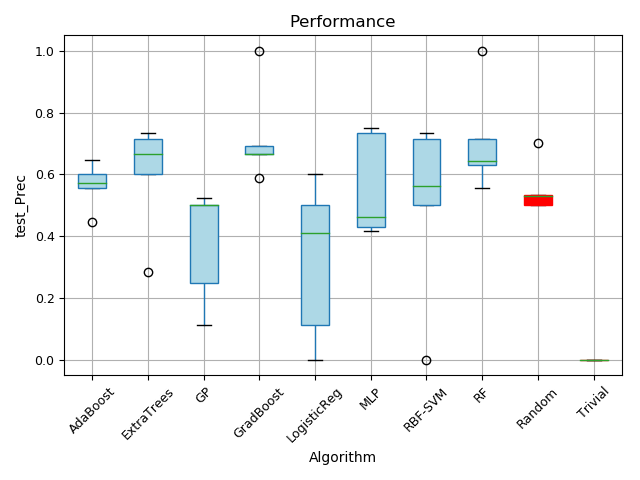 Performance
test_Prec
1.0
0.8
0.6
0.4
0.2
0.0
AdaBoost
ExtraTrees
GP
GradBoost
LogisticReg
MLP
RBF-SVM
RF
Random
Trivial
Algorithm